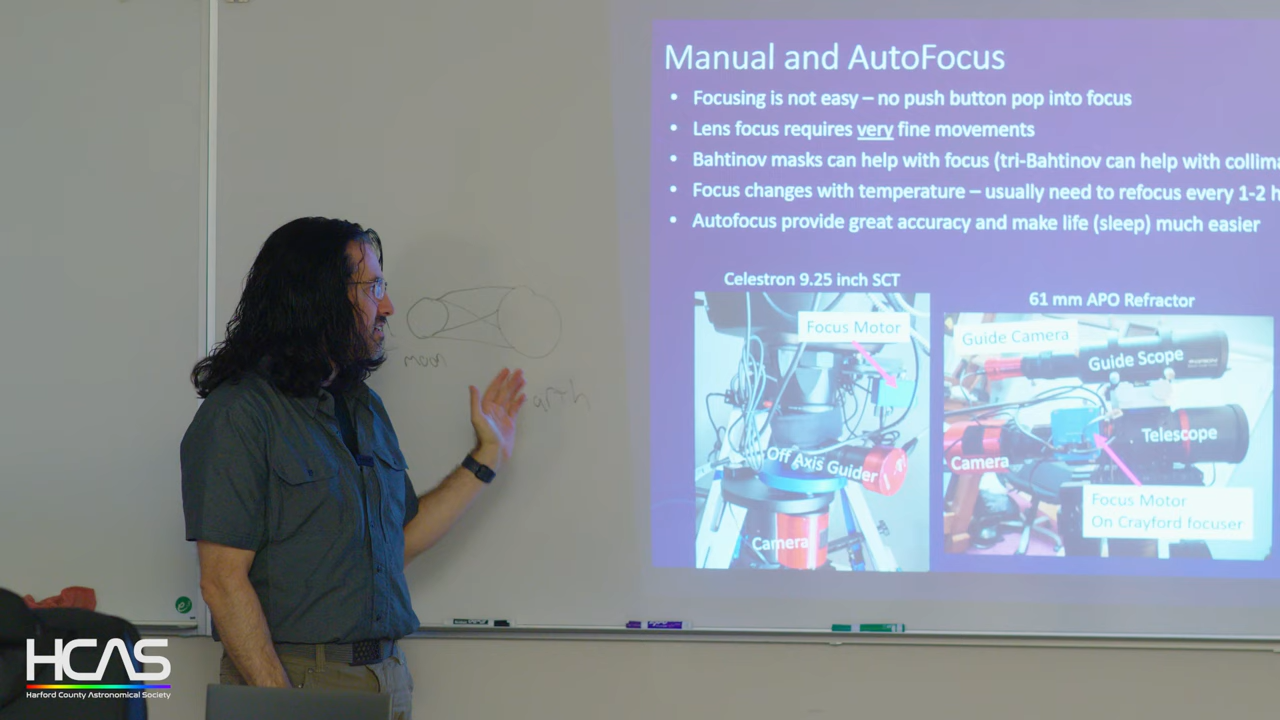 Manual and AutoFocus
• Focusing is not easy – no push button pop into focus
• Lens focus requires very fine movements
• Bahtinov masks can help with focus (tri-Bahtinov can help with collima
• Focus changes with temperature – usually need to refocus every 1-2 h
• Autofocus provide great accuracy and make life (sleep) much easier
Celestron 9.25 inch SCT
Focus Motor
Off Axis Guider
Camera
61 mm APO Refractor
Guide Camera
Guide Scope
Telescope
Camera
Focus Motor
On Crayford focuser
moon
arth
HCAS
Harford County Astronomical Society